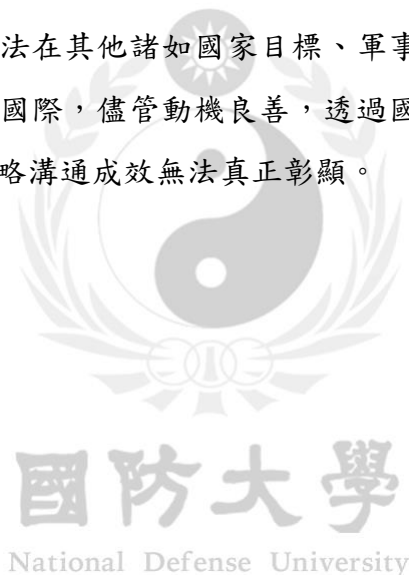 法在其他諸如國家目標、軍事
國際，儘管動機良善，透過國
略溝通成效無法真正彰顯。
國防大學
National Defense University